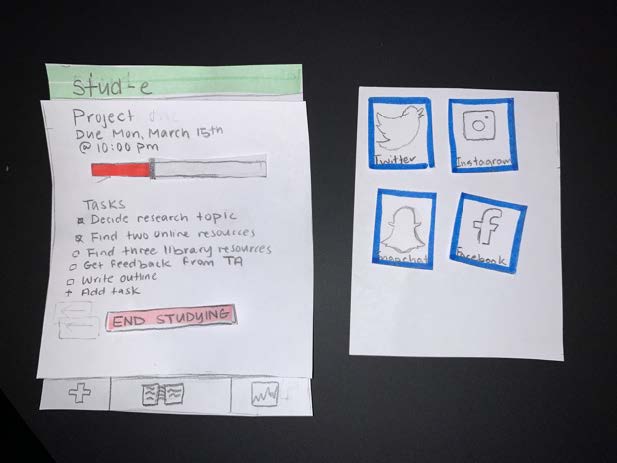 stud-e
Project one
Due Mon, March 15th
@ 10:00 pm
Tasks
Decide research topic
Find two online resources
Find three library resources
Get feedback from TA
Write outline
+ Add task
END STUDYING
Twitter
Instagram
Snapchat
Facebook